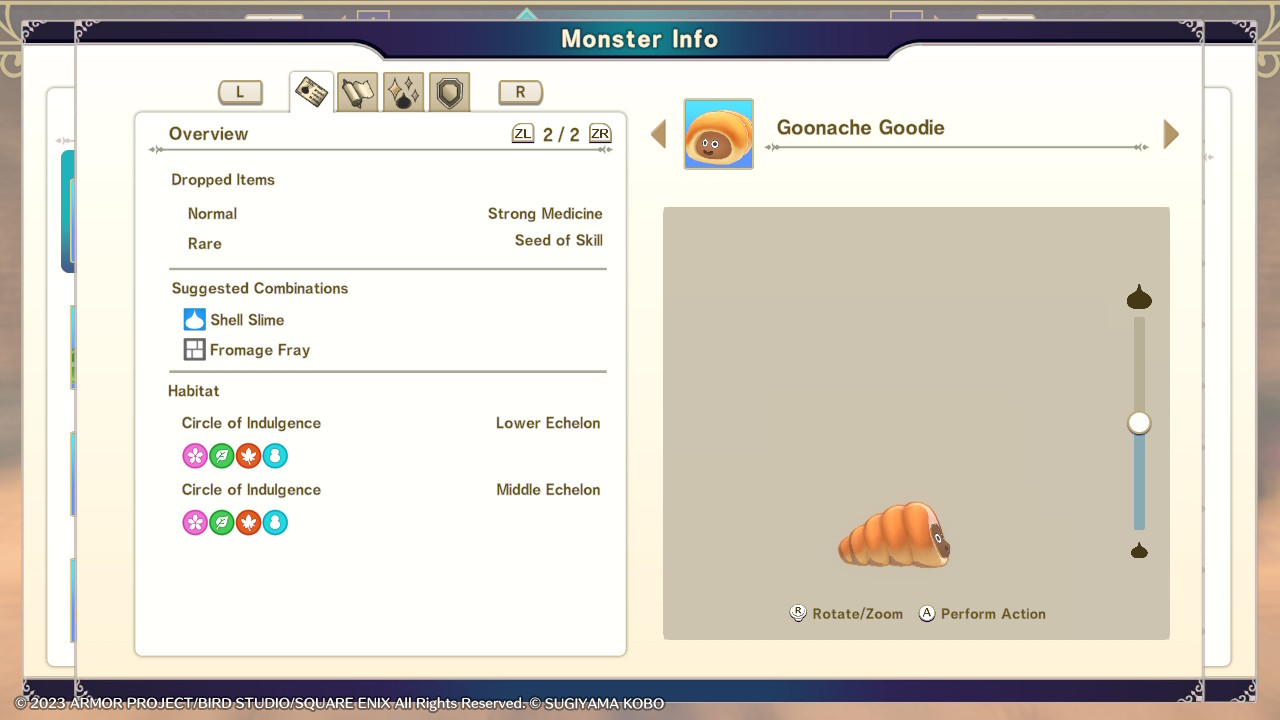 Monster Info
L
R
Overview
ZL 2 / 2 ZR
Goonache Goodie
Dropped Items
Normal Strong Medicine
Rare Seed of Skill
Suggested Combinations
Shell Slime
Fromage Fray
Habitat
Circle of Indulgence Lower Echelon
Circle of Indulgence Middle Echelon
R Rotate/Zoom A Perform Action
© 2023 ARMOR PROJECT/BIRD STUDIO/SQUARE ENIX All Rights Reserved. © SUGIYAMA KOBO